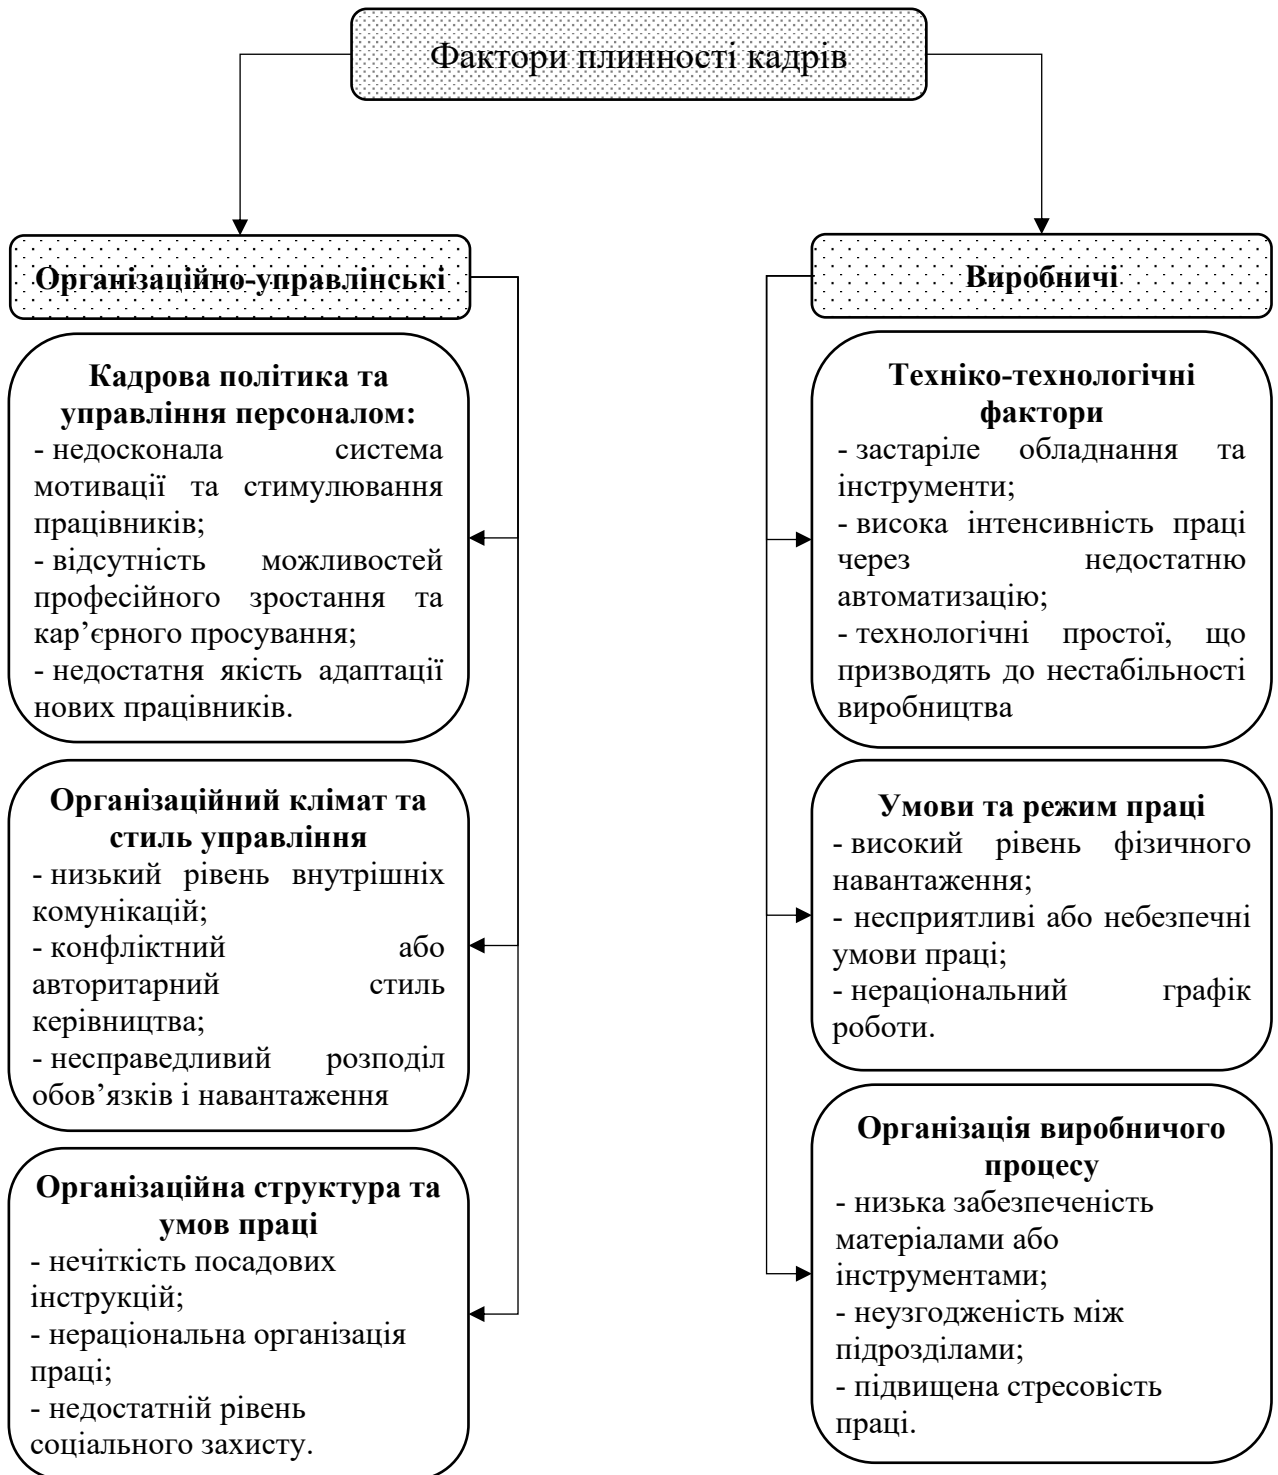 Фактори плинності кадрів
Організаційно-управлінські
Кадрова політика та
управління персоналом:
- недосконала система
мотивації та стимулювання
працівників;
- відсутність можливостей
професійного зростання та
кар’єрного просування;
- недостатня якість адаптації
нових працівників.
Організаційний клімат та
стиль управління
- низький рівень внутрішніх
комунікацій;
- конфліктний або
авторитарний стиль
керівництва;
- несправедливий розподіл
обов’язків і навантаження
Організаційна структура та
умов праці
- нечіткість посадових
інструкцій;
- нераціональна організація
праці;
- недостатній рівень
соціального захисту.
Виробничі
Техніко-технологічні
фактори
- застаріле обладнання та
інструменти;
- висока інтенсивність праці
через недостатню
автоматизацію;
- технологічні простої, що
призводять до нестабільності
виробництва
Умови та режим праці
- високий рівень фізичного
навантаження;
- несприятливі або небезпечні
умови праці;
- нераціональний графік
роботи.
Організація виробничого
процесу
- низька забезпеченість
матеріалами або
інструментами;
- неузгодженість між
підрозділами;
- підвищена стресовість
праці.